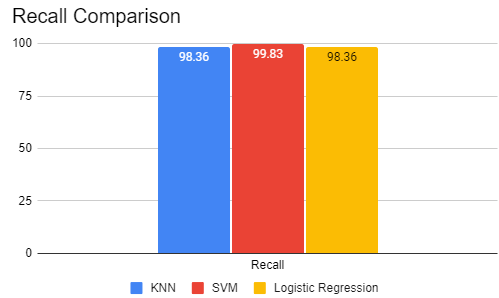 Recall Comparison
100
98.36
99.83
98.36
75
50
25
0
Recall
KNN
SVM
Logistic Regression